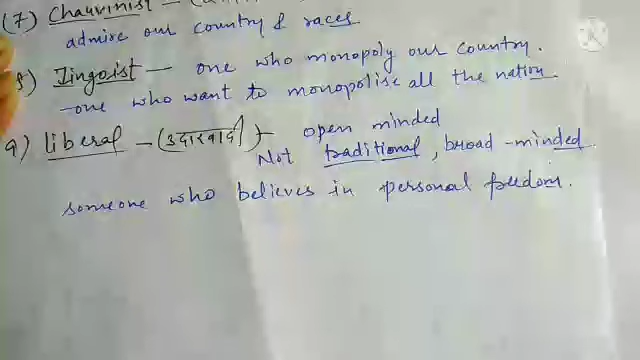 (7) Chauvinist -
admire our country & races
8) Jingoist - one who monopoly our country.
- one who want to monopolise all the nation.
9) liberal - (उदारवादी) - open minded
Not traditional, broad-minded.
someone who believes in personal freedom.